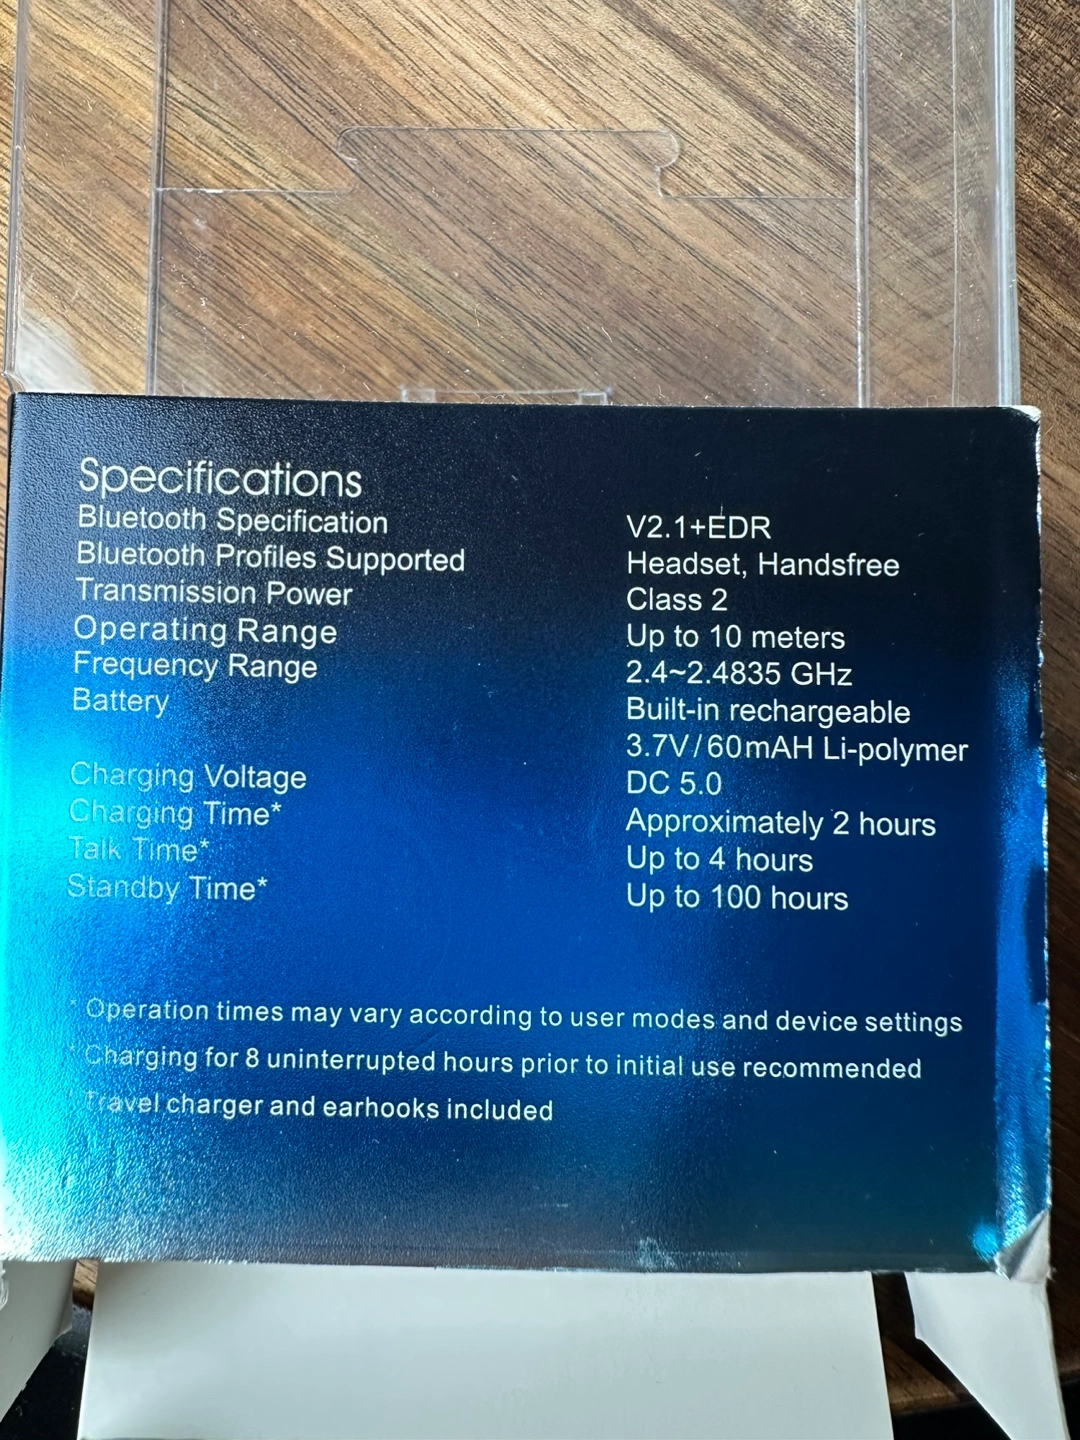 Specifications
Bluetooth Specification V2.1+EDR
Bluetooth Profiles Supported Headset, Handsfree
Transmission Power Class 2
Operating Range Up to 10 meters
Frequency Range 2.4~2.4835 GHz
Battery Built-in rechargeable
3.7V/60mAH Li-polymer
Charging Voltage DC 5.0
Charging Time* Approximately 2 hours
Talk Time* Up to 4 hours
Standby Time* Up to 100 hours
* Operation times may vary according to user modes and device settings
* Charging for 8 uninterrupted hours prior to initial use recommended
* Travel charger and earhooks included